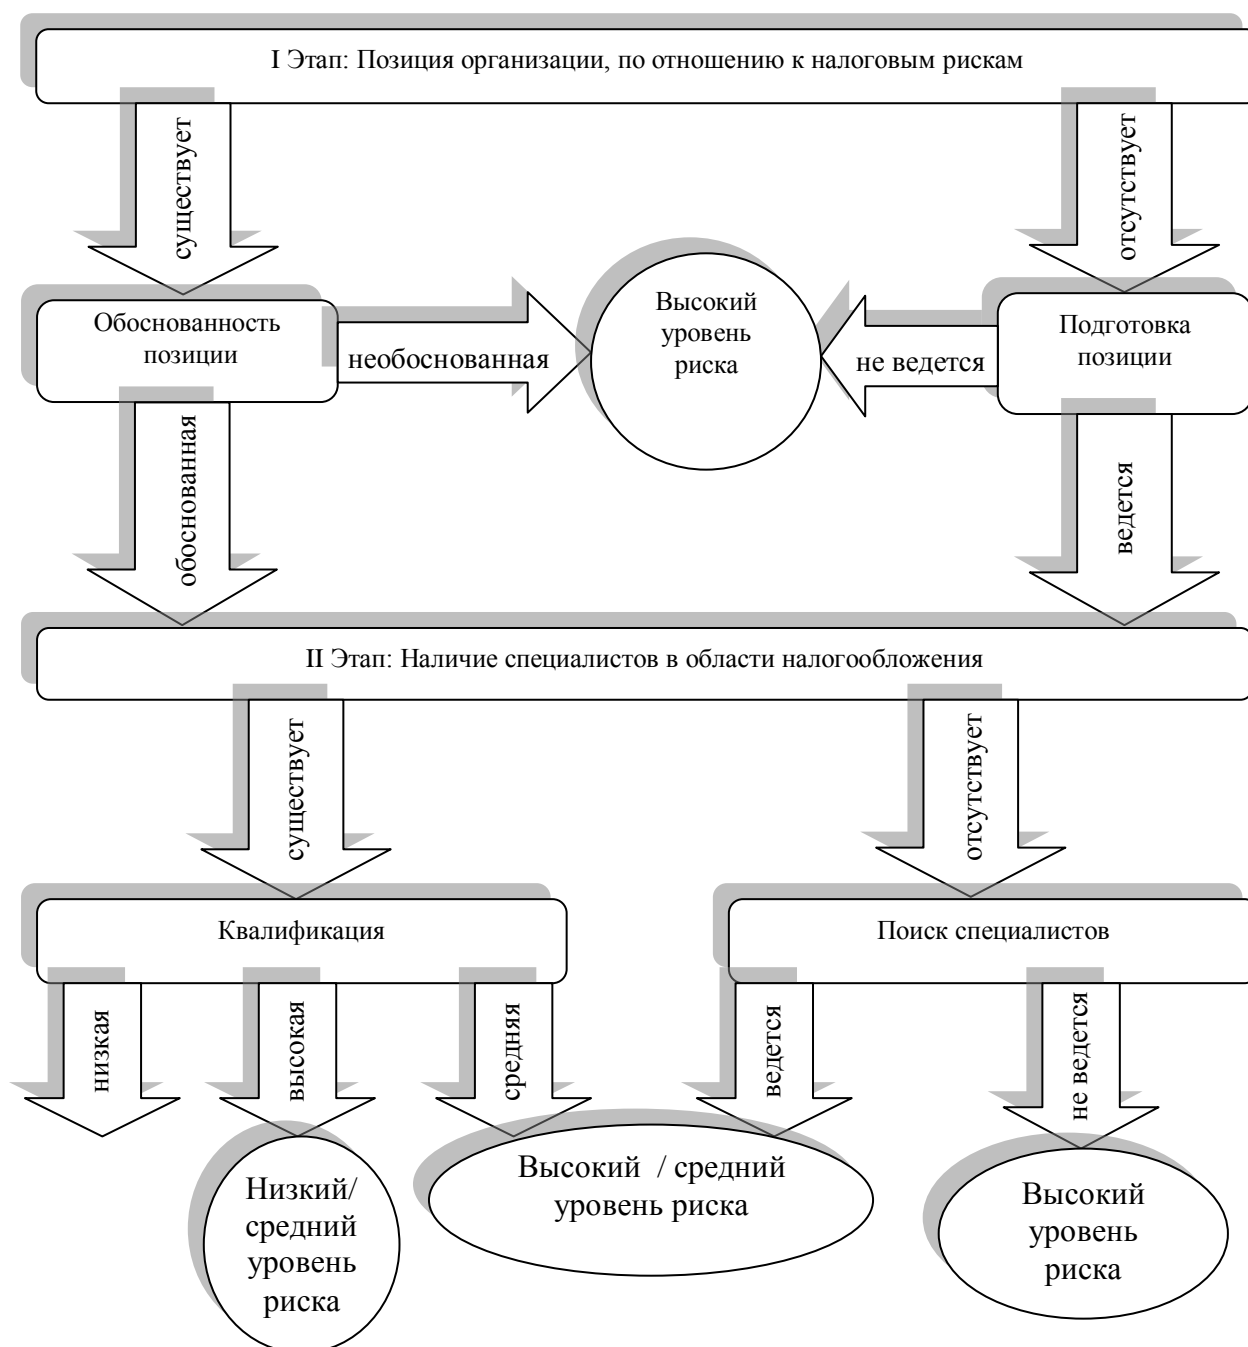 I Этап: Позиция организации, по отношению к налоговым рискам
существует
отсутствует
Обоснованность
позиции
необоснованная
Высокий
уровень
риска
не ведется
Подготовка
позиции
обоснованная
ведется
II Этап: Наличие специалистов в области налогообложения
существует
отсутствует
Квалификация
Поиск специалистов
низкая
высокая
средняя
ведется
не ведется
Низкий/
средний
уровень
риска
Высокий / средний
уровень риска
Высокий
уровень
риска